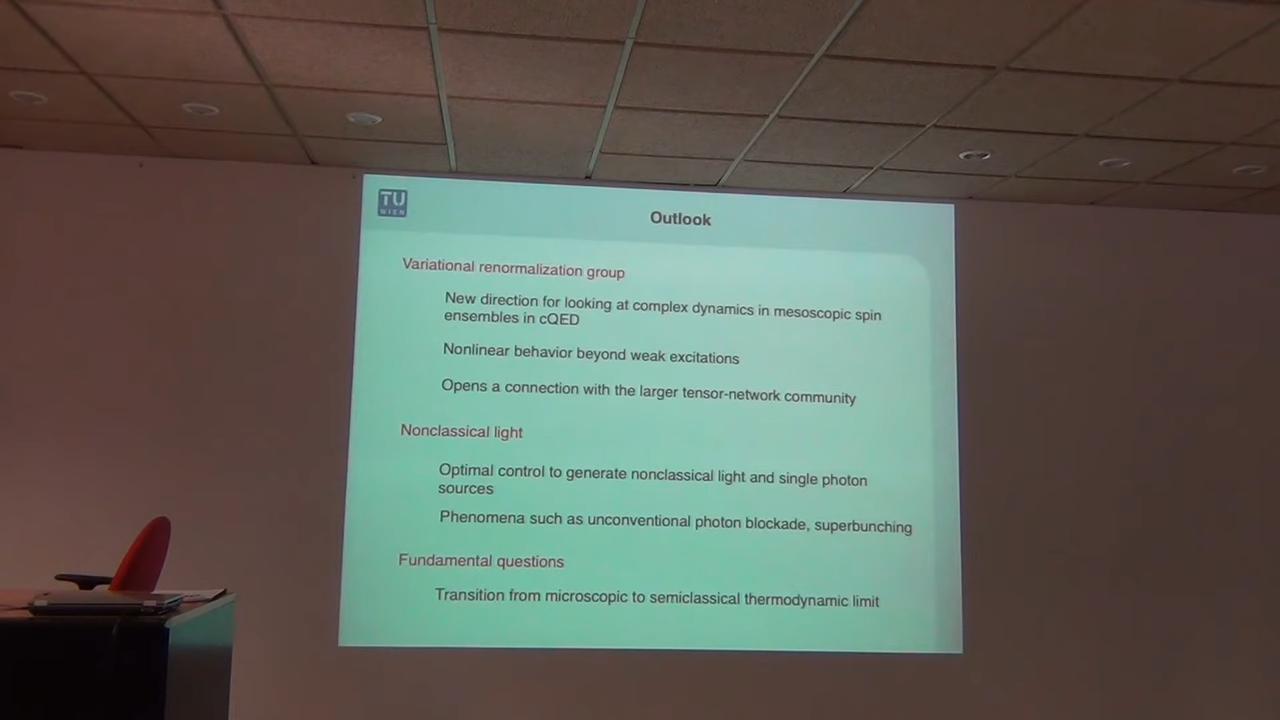 TU
WIEN
Outlook
Variational renormalization group
New direction for looking at complex dynamics in mesoscopic spin
ensembles in cQED
Nonlinear behavior beyond weak excitations
Opens a connection with the larger tensor-network community
Nonclassical light
Optimal control to generate nonclassical light and single photon
sources
Phenomena such as unconventional photon blockade, superbunching
Fundamental questions
Transition from microscopic to semiclassical thermodynamic limit